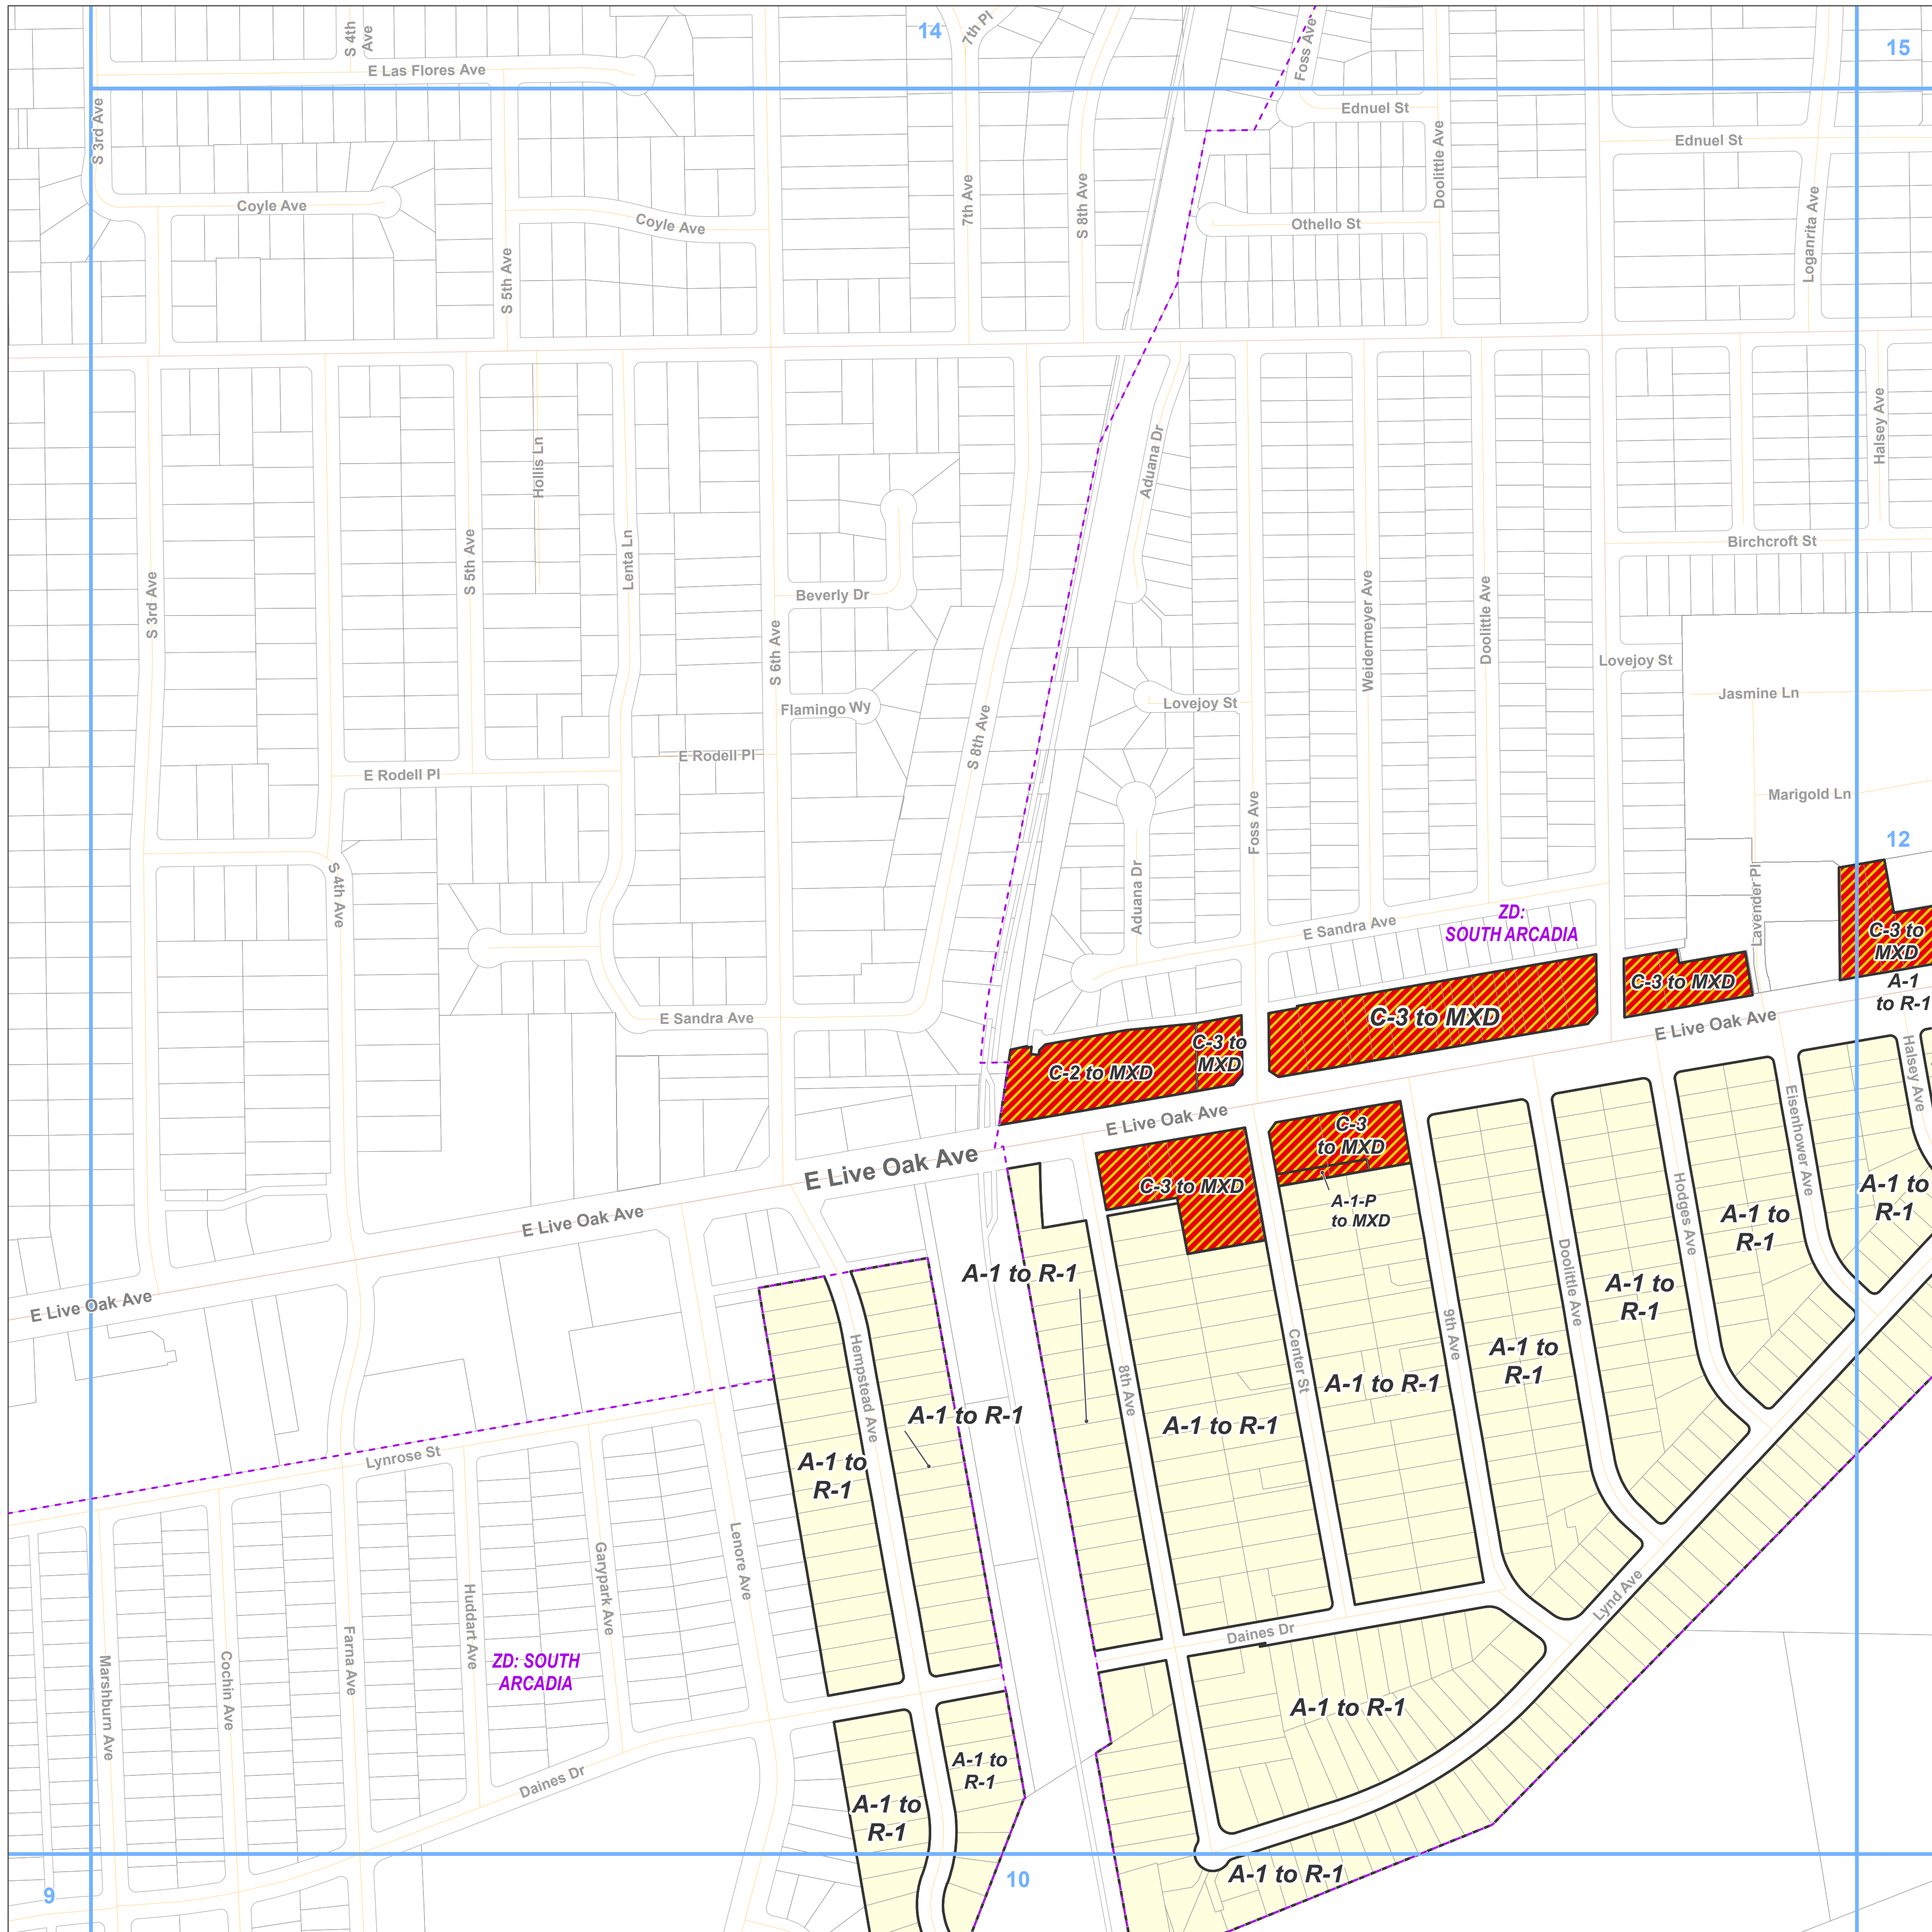 14
15
S 4th
Ave
E Las Flores Ave
7th Pl
Foss Ave
S 3rd Ave
Ednuel St
Ednuel St
Doolittle Ave
Coyle Ave
Coyle Ave
7th Ave
S 8th Ave
Othello St
Loganrita Ave
S 5th Ave
Hollis Ln
Aduana Dr
Halsey Ave
Birchcroft St
S 3rd Ave
S 5th Ave
Lenta Ln
Beverly Dr
S 6th Ave
Weidermeyer Ave
Doolittle Ave
Lovejoy St
Jasmine Ln
Flamingo Wy
Lovejoy St
S 8th Ave
E Rodell Pl
E Rodell Pl
Marigold Ln
Foss Ave
12
S 4th Ave
Aduana Dr
E Sandra Ave
ZD:
SOUTH ARCADIA
Lavender Pl
C-3 to
MXD
A-1
to R-1
C-3 to MXD
C-3 to MXD
E Sandra Ave
E Live Oak Ave
C-3 to
MXD
C-2 to MXD
Halsey Ave
E Live Oak Ave
C-3
to MXD
Eisenhower Ave
E Live Oak Ave
C-3 to MXD
A-1-P
to MXD
A-1 to
R-1
E Live Oak Ave
Hodges Ave
A-1 to
R-1
A-1 to R-1
E Live Oak Ave
Doolittle Ave
A-1 to
R-1
9th Ave
A-1 to
R-1
Hempstead Ave
8th Ave
Center St
A-1 to R-1
A-1 to R-1
A-1 to R-1
Lynrose St
A-1 to
R-1
Lenore Ave
Garypark Ave
Huddart Ave
Lynd Ave
Daines Dr
Farna Ave
Cochin Ave
Marshburn Ave
ZD: SOUTH
ARCADIA
A-1 to R-1
A-1 to
R-1
Daines Dr
A-1 to
R-1
A-1 to R-1
9
10